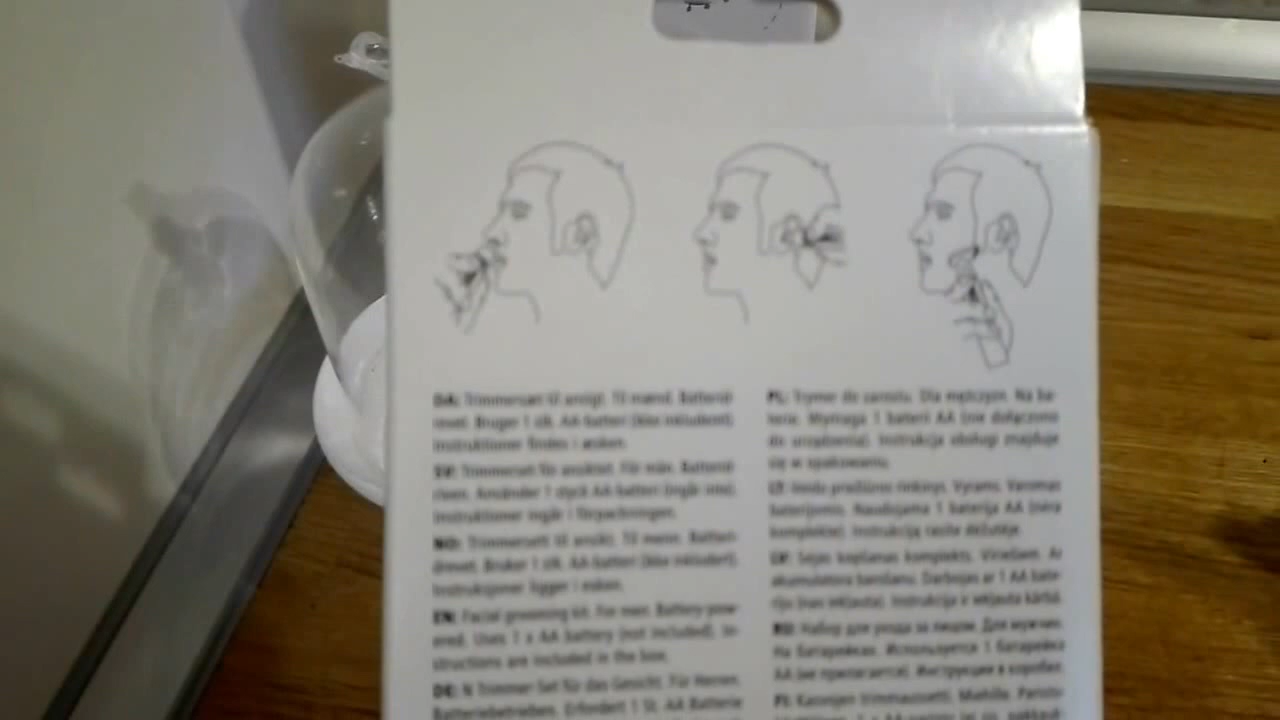 DA: Trimmersæt til ansigt. Til mænd. Batteridrevet.
Bruger 1 stk. AA-batteri (ikke inkluderet).
Instruktioner findes i æsken.
SV: Trimmerset för ansiktet. För män. Batteridriven.
Använder 1 styck AA-batteri (ingår inte).
Instruktioner ingår i förpackningen.
NO: Trimmersett til ansikt. Til menn. Batteridrevet.
Bruker 1 stk. AA-batteri (ikke inkludert).
Instruksjoner ligger i esken.
EN: Facial grooming kit. For men. Battery-pow-
ered. Uses 1 x AA battery (not included). In-
structions are included in the box.
DE: Trimmer-Set für das Gesicht. Für Herren.
Batteriebetrieben. Erfordert 1 St. AA Batterie
PL: Trymer do zarostu. Dla mężczyzn. Na ba-
terie. Wymaga 1 baterii AA (nie dołączono
do urządzenia). Instrukcja obsługi znajduje
się w opakowaniu.
LT: Veido priežiūros rinkinys. Vyrams. Varomas
baterijomis. Naudojama 1 baterija AA (nėra
komplekte). Instrukciją rasite dėžutėje.
LV: Sejas kopšanas komplekts. Vīriešiem. Ar
akumulatora barošanu. Darbojas ar 1 AA bate-
riju (nav iekļauta). Instrukcija ir iekļauta kārbā.
RU: Набор для ухода за лицом. Для мужчин.
На батарейках. Используется 1 батарейка
AA (не прилагается). Инструкции в коробке.
FI: Kasvojen trimmaussetti. Miehille. Paristo-